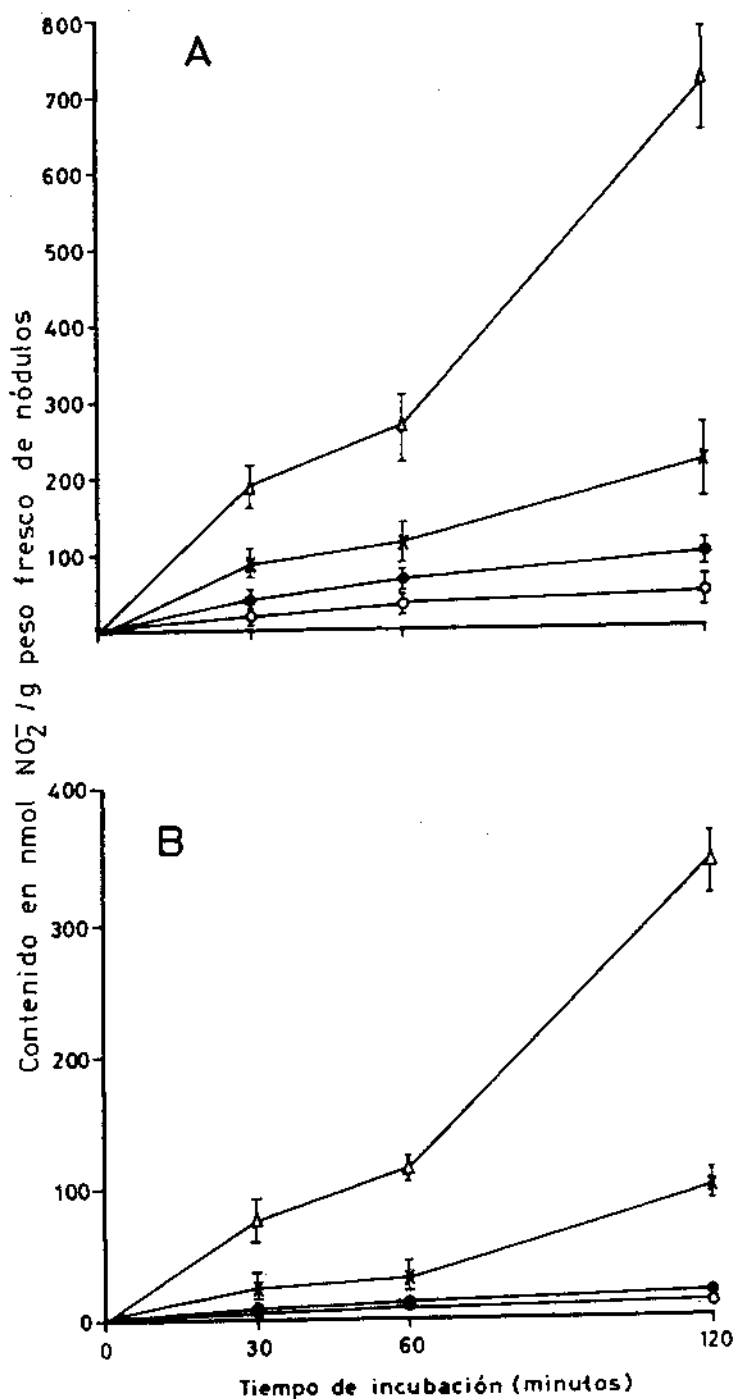 A
800
700
600
500
400
300
200
100
Contenido en nmol NO₂⁻/g peso fresco de nódulos
B
400
300
200
100
0
0 30 60 120
Tiempo de incubación (minutos)